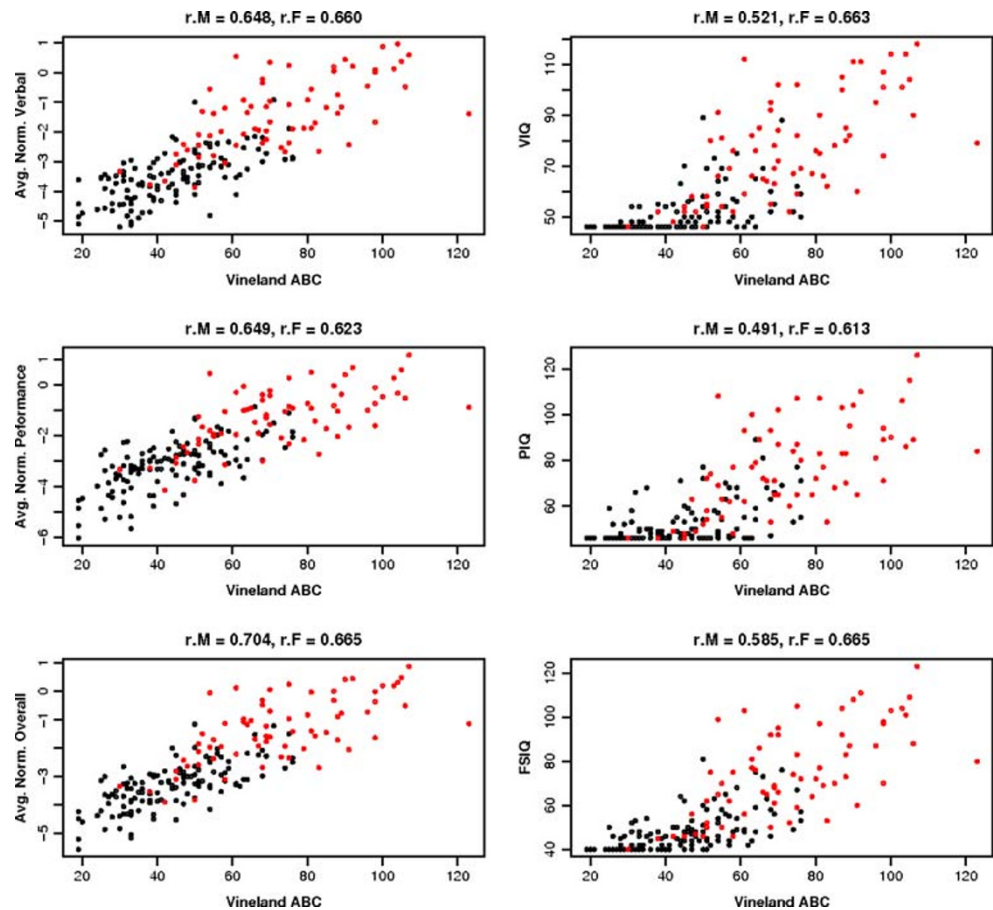 r.M = 0.648, r.F = 0.660
Avg. Norm. Verbal
1
0
−1
−2
−3
−4
−5
20 40 60 80 100 120
Vineland ABC
r.M = 0.521, r.F = 0.663
VIQ
110
90
70
50
20 40 60 80 100 120
Vineland ABC
r.M = 0.649, r.F = 0.623
Avg. Norm. Peformance
1
0
−2
−4
−6
20 40 60 80 100 120
Vineland ABC
r.M = 0.491, r.F = 0.613
PIQ
120
100
80
60
20 40 60 80 100 120
Vineland ABC
r.M = 0.704, r.F = 0.665
Avg. Norm. Overall
1
0
−1
−3
−5
20 40 60 80 100 120
Vineland ABC
r.M = 0.585, r.F = 0.665
FSIQ
120
100
80
60
40
20 40 60 80 100 120
Vineland ABC